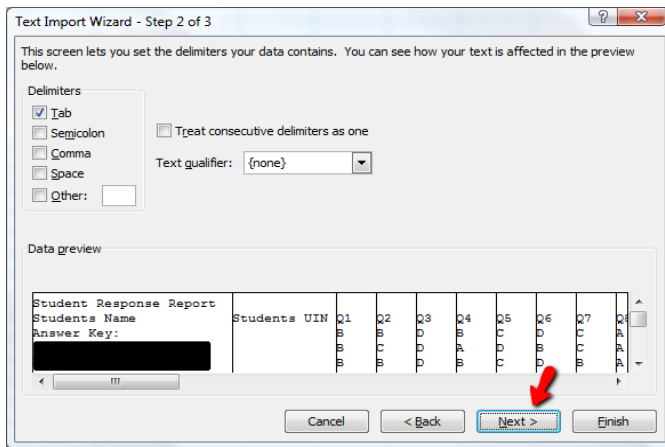 Text Import Wizard - Step 2 of 3
This screen lets you set the delimiters your data contains. You can see how your text is affected in the preview
below.
Delimiters
Tab
Semicolon
Comma
Space
Other:
Treat consecutive delimiters as one
Text qualifier: {none}
Data preview
Student Response Report
Students Name Students UIN Q1 Q2 Q3 Q4 Q5 Q6 Q7 Q8
Answer Key: B B D B C D C A
B C D A D B C A
B B D B C D B A
Cancel < Back Next > Finish